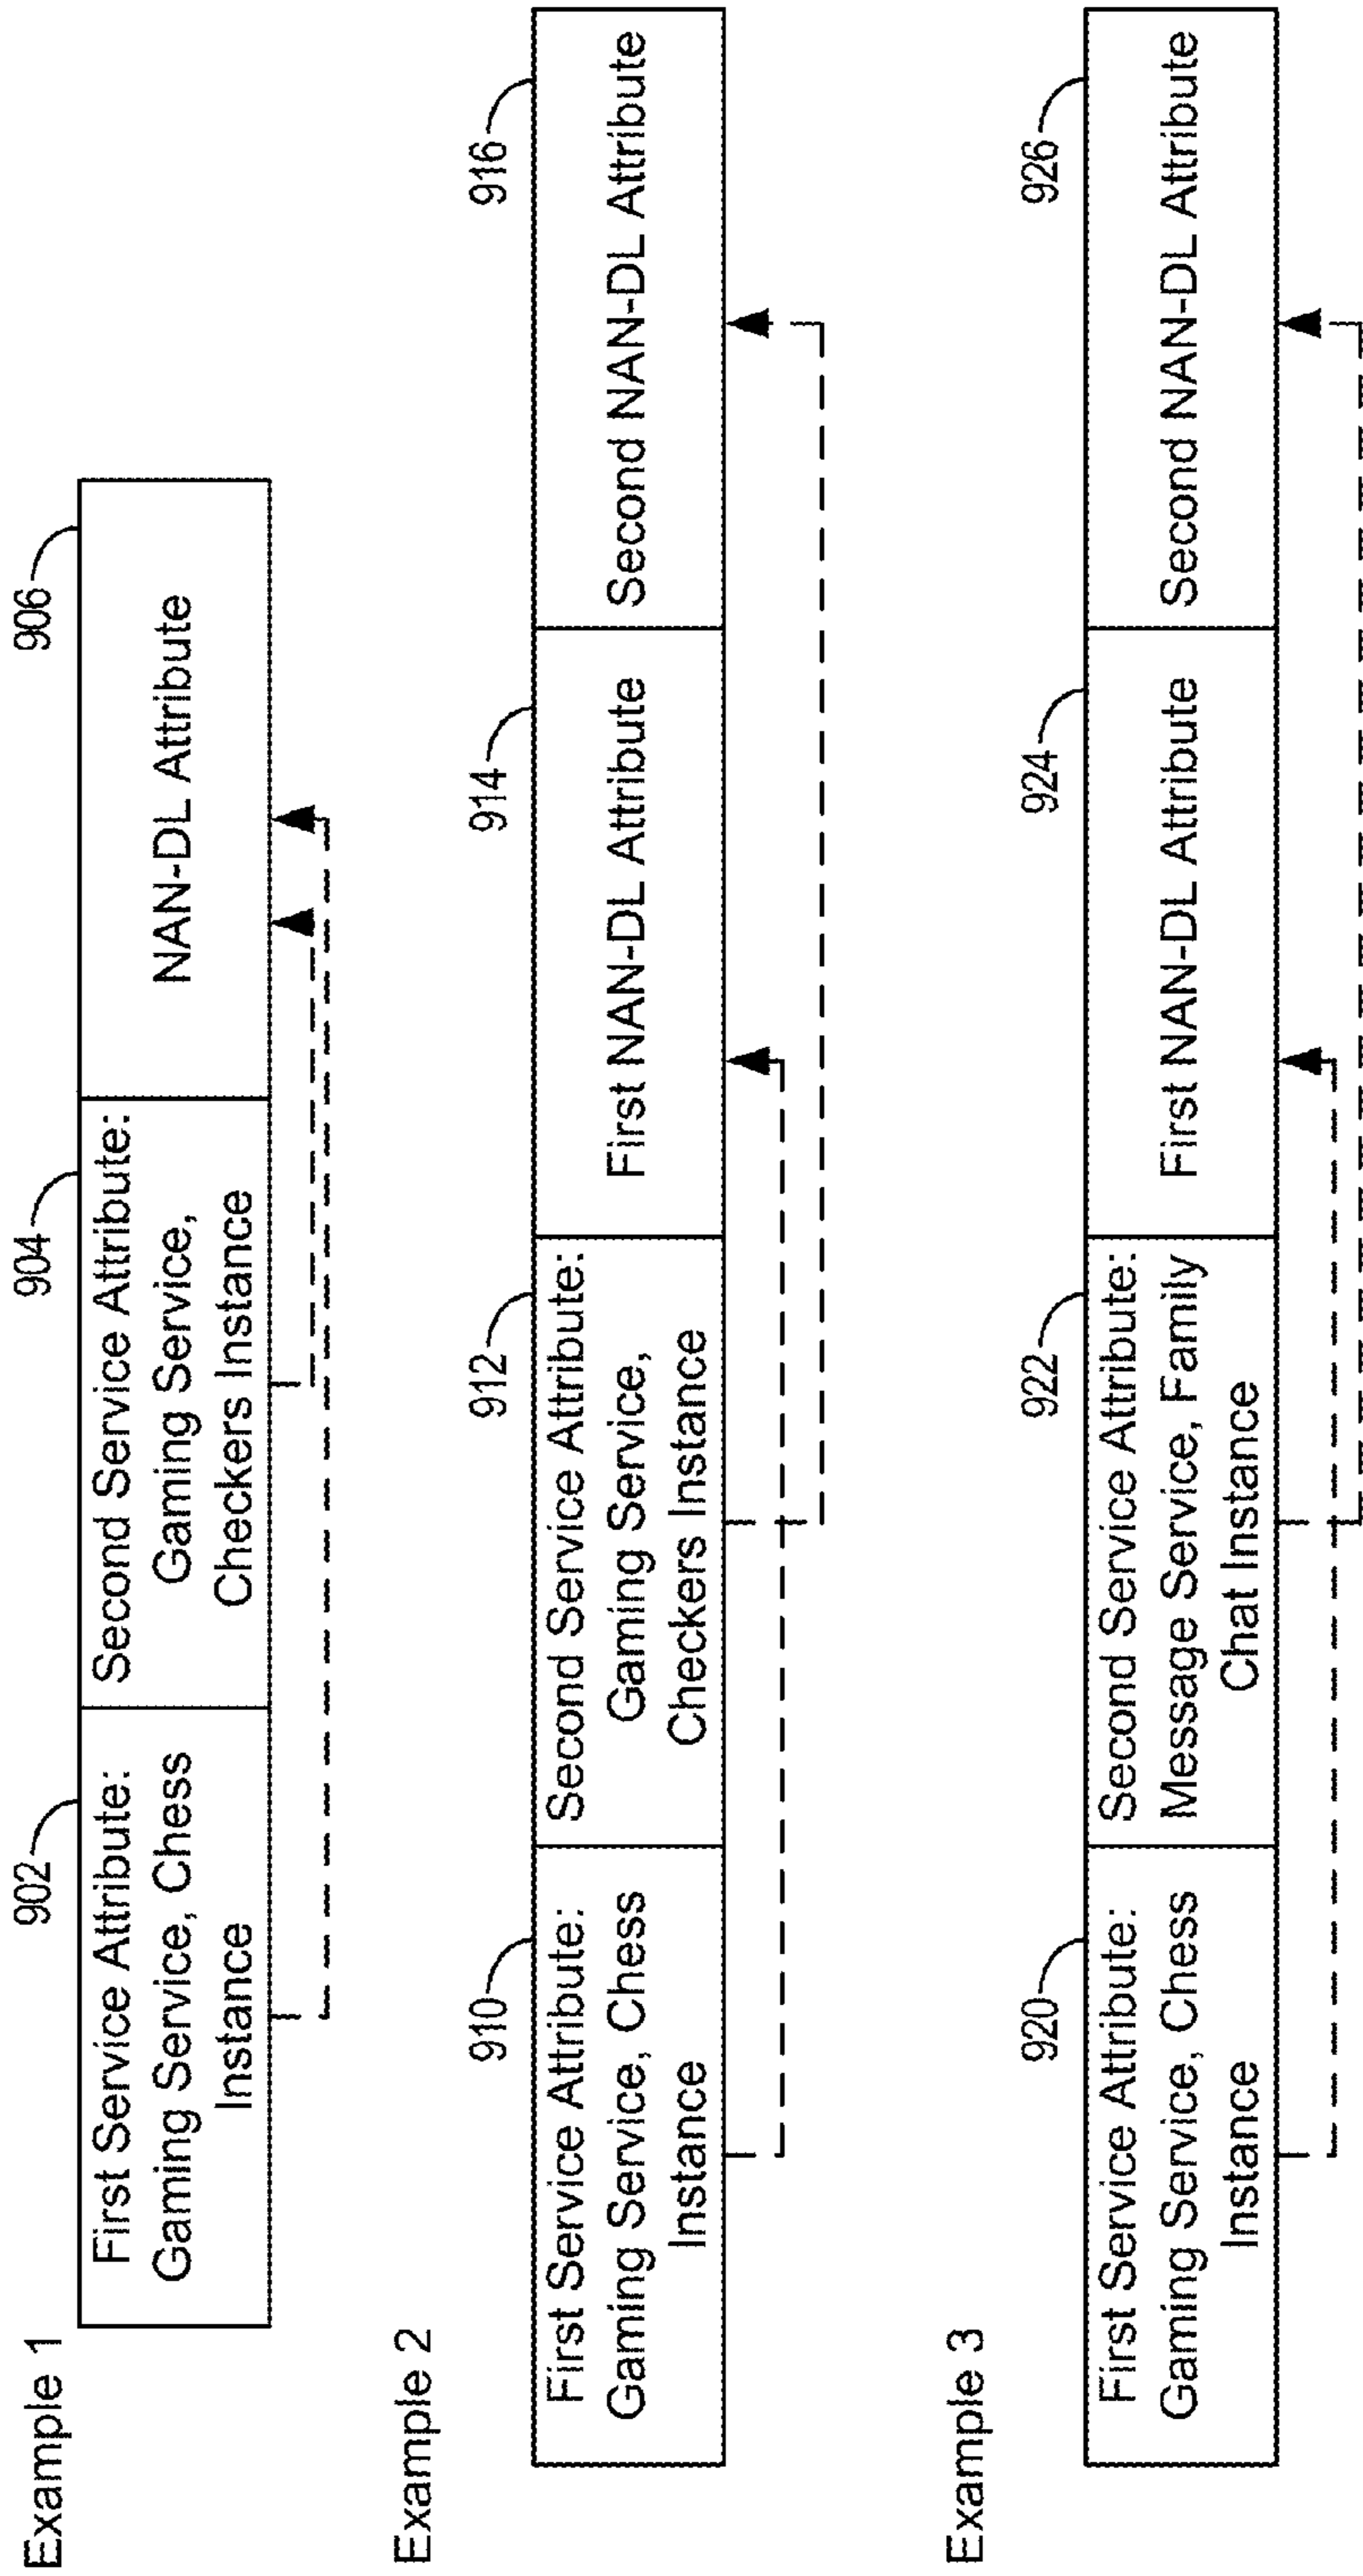 Example 1
902
904
906
First Service Attribute:
Gaming Service, Chess
Instance
Second Service Attribute:
Gaming Service,
Checkers Instance
NAN-DL Attribute
Example 2
910
912
914
916
First Service Attribute:
Gaming Service, Chess
Instance
Second Service Attribute:
Gaming Service,
Checkers Instance
First NAN-DL Attribute
Second NAN-DL Attribute
Example 3
920
922
924
926
First Service Attribute:
Gaming Service, Chess
Instance
Second Service Attribute:
Message Service, Family
Chat Instance
First NAN-DL Attribute
Second NAN-DL Attribute